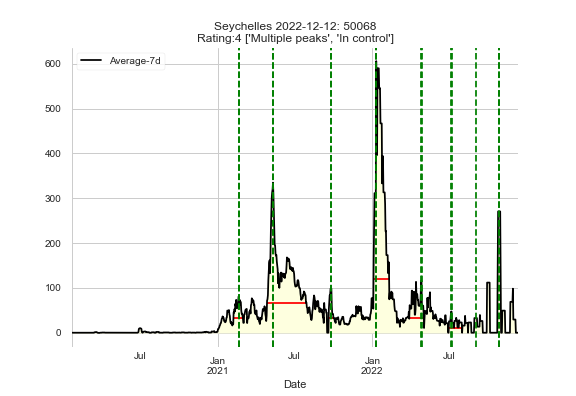 Seychelles 2022-12-12: 50068
Rating:4 ['Multiple peaks', 'In control']
Average-7d
600
500
400
300
200
100
0
Jul
Jan
2021
Jul
Jan
2022
Jul
Date